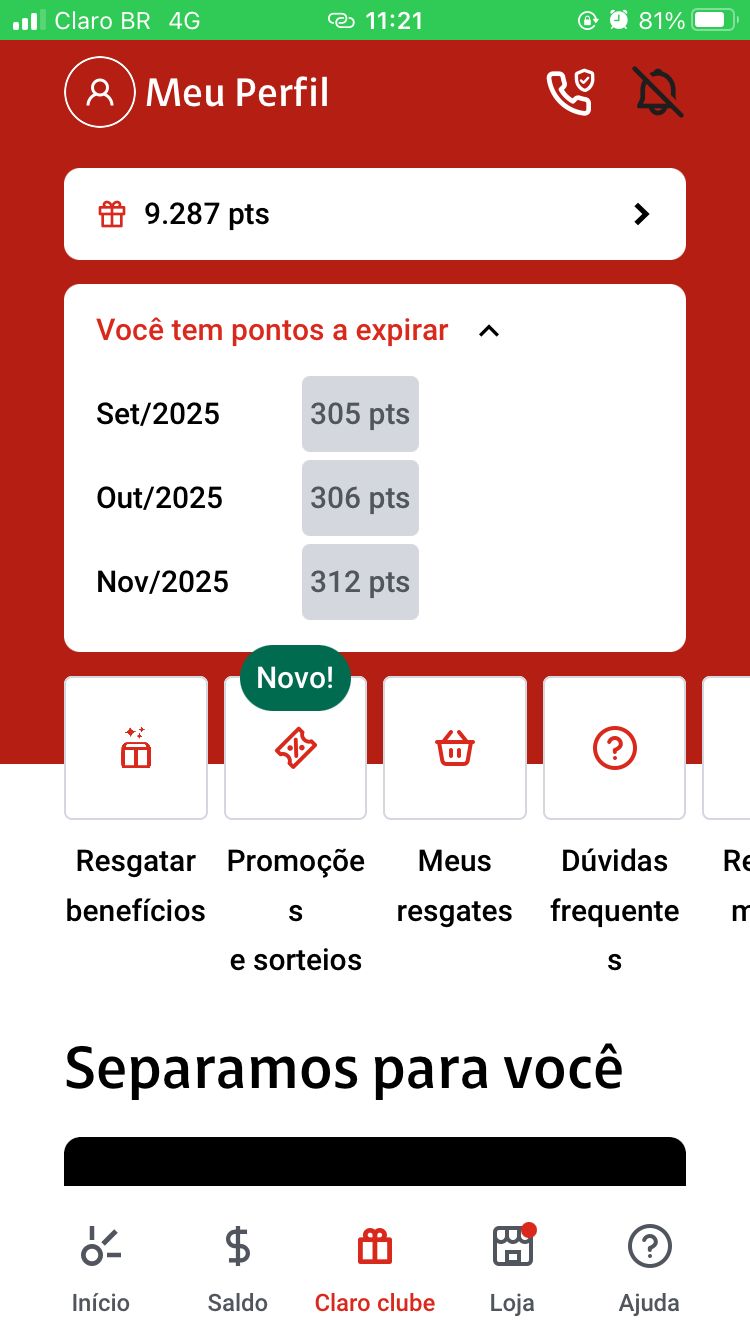 Claro BR 4G 11:21 81%
Meu Perfil
9.287 pts
Você tem pontos a expirar
Set/2025 305 pts
Out/2025 306 pts
Nov/2025 312 pts
Novo!
Resgatar
benefícios
Promoçõe
s
e sorteios
Meus
resgates
Dúvidas
frequente
s
Re
m
Separamos para você
Início
Saldo
Claro clube
Loja
Ajuda